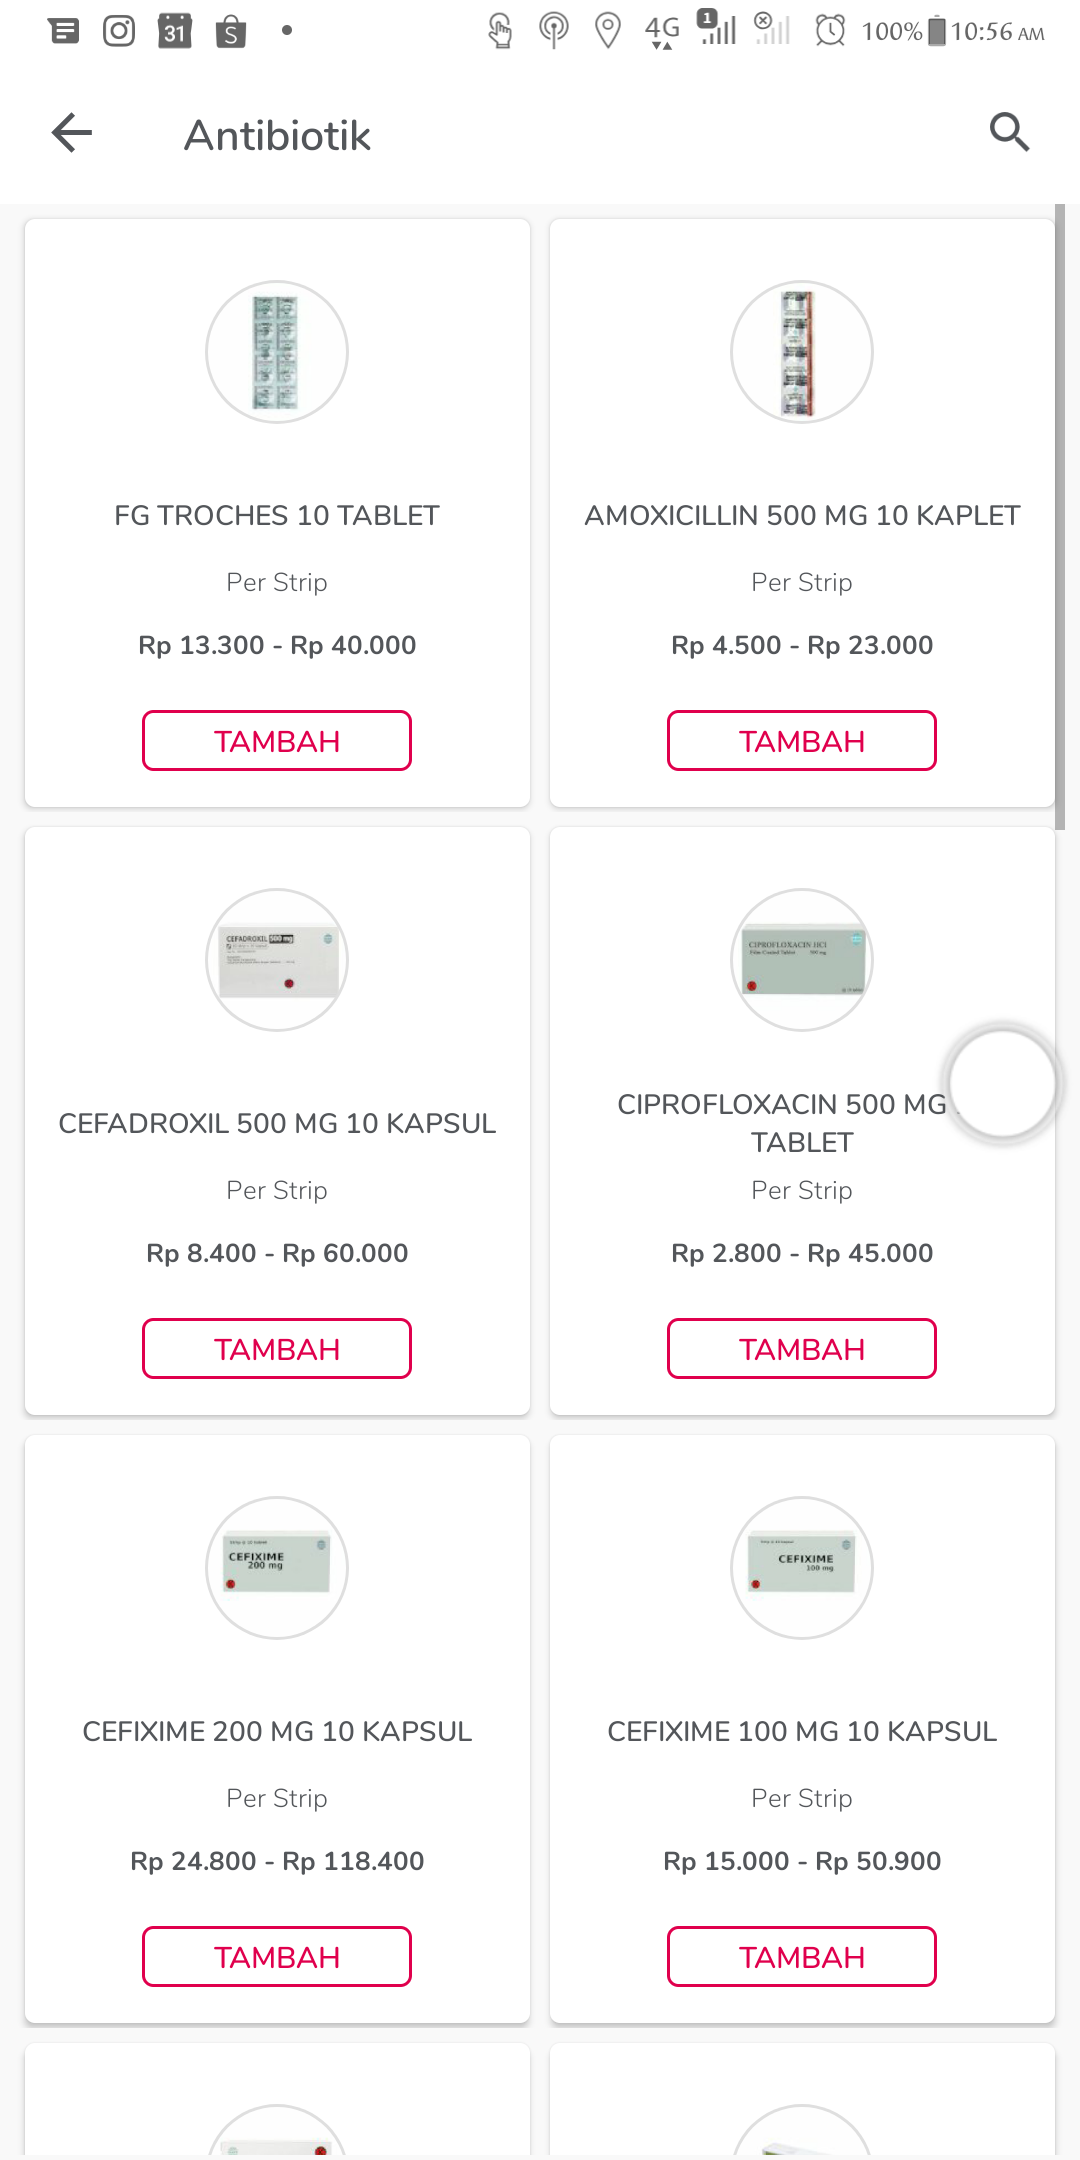 31
S
4G
1
100%
10:56 AM
Antibiotik
FG TROCHES 10 TABLET
Per Strip
Rp 13.300 - Rp 40.000
TAMBAH
AMOXICILLIN 500 MG 10 KAPLET
Per Strip
Rp 4.500 - Rp 23.000
TAMBAH
CEFADROXIL 500 mg
CEFADROXIL 500 MG 10 KAPSUL
Per Strip
Rp 8.400 - Rp 60.000
TAMBAH
CIPROFLOXACIN HCl
Film Coated Tablet 500 mg
CIPROFLOXACIN 500 MG
TABLET
Per Strip
Rp 2.800 - Rp 45.000
TAMBAH
CEFIXIME
200 mg
CEFIXIME 200 MG 10 KAPSUL
Per Strip
Rp 24.800 - Rp 118.400
TAMBAH
CEFIXIME
100 mg
CEFIXIME 100 MG 10 KAPSUL
Per Strip
Rp 15.000 - Rp 50.900
TAMBAH